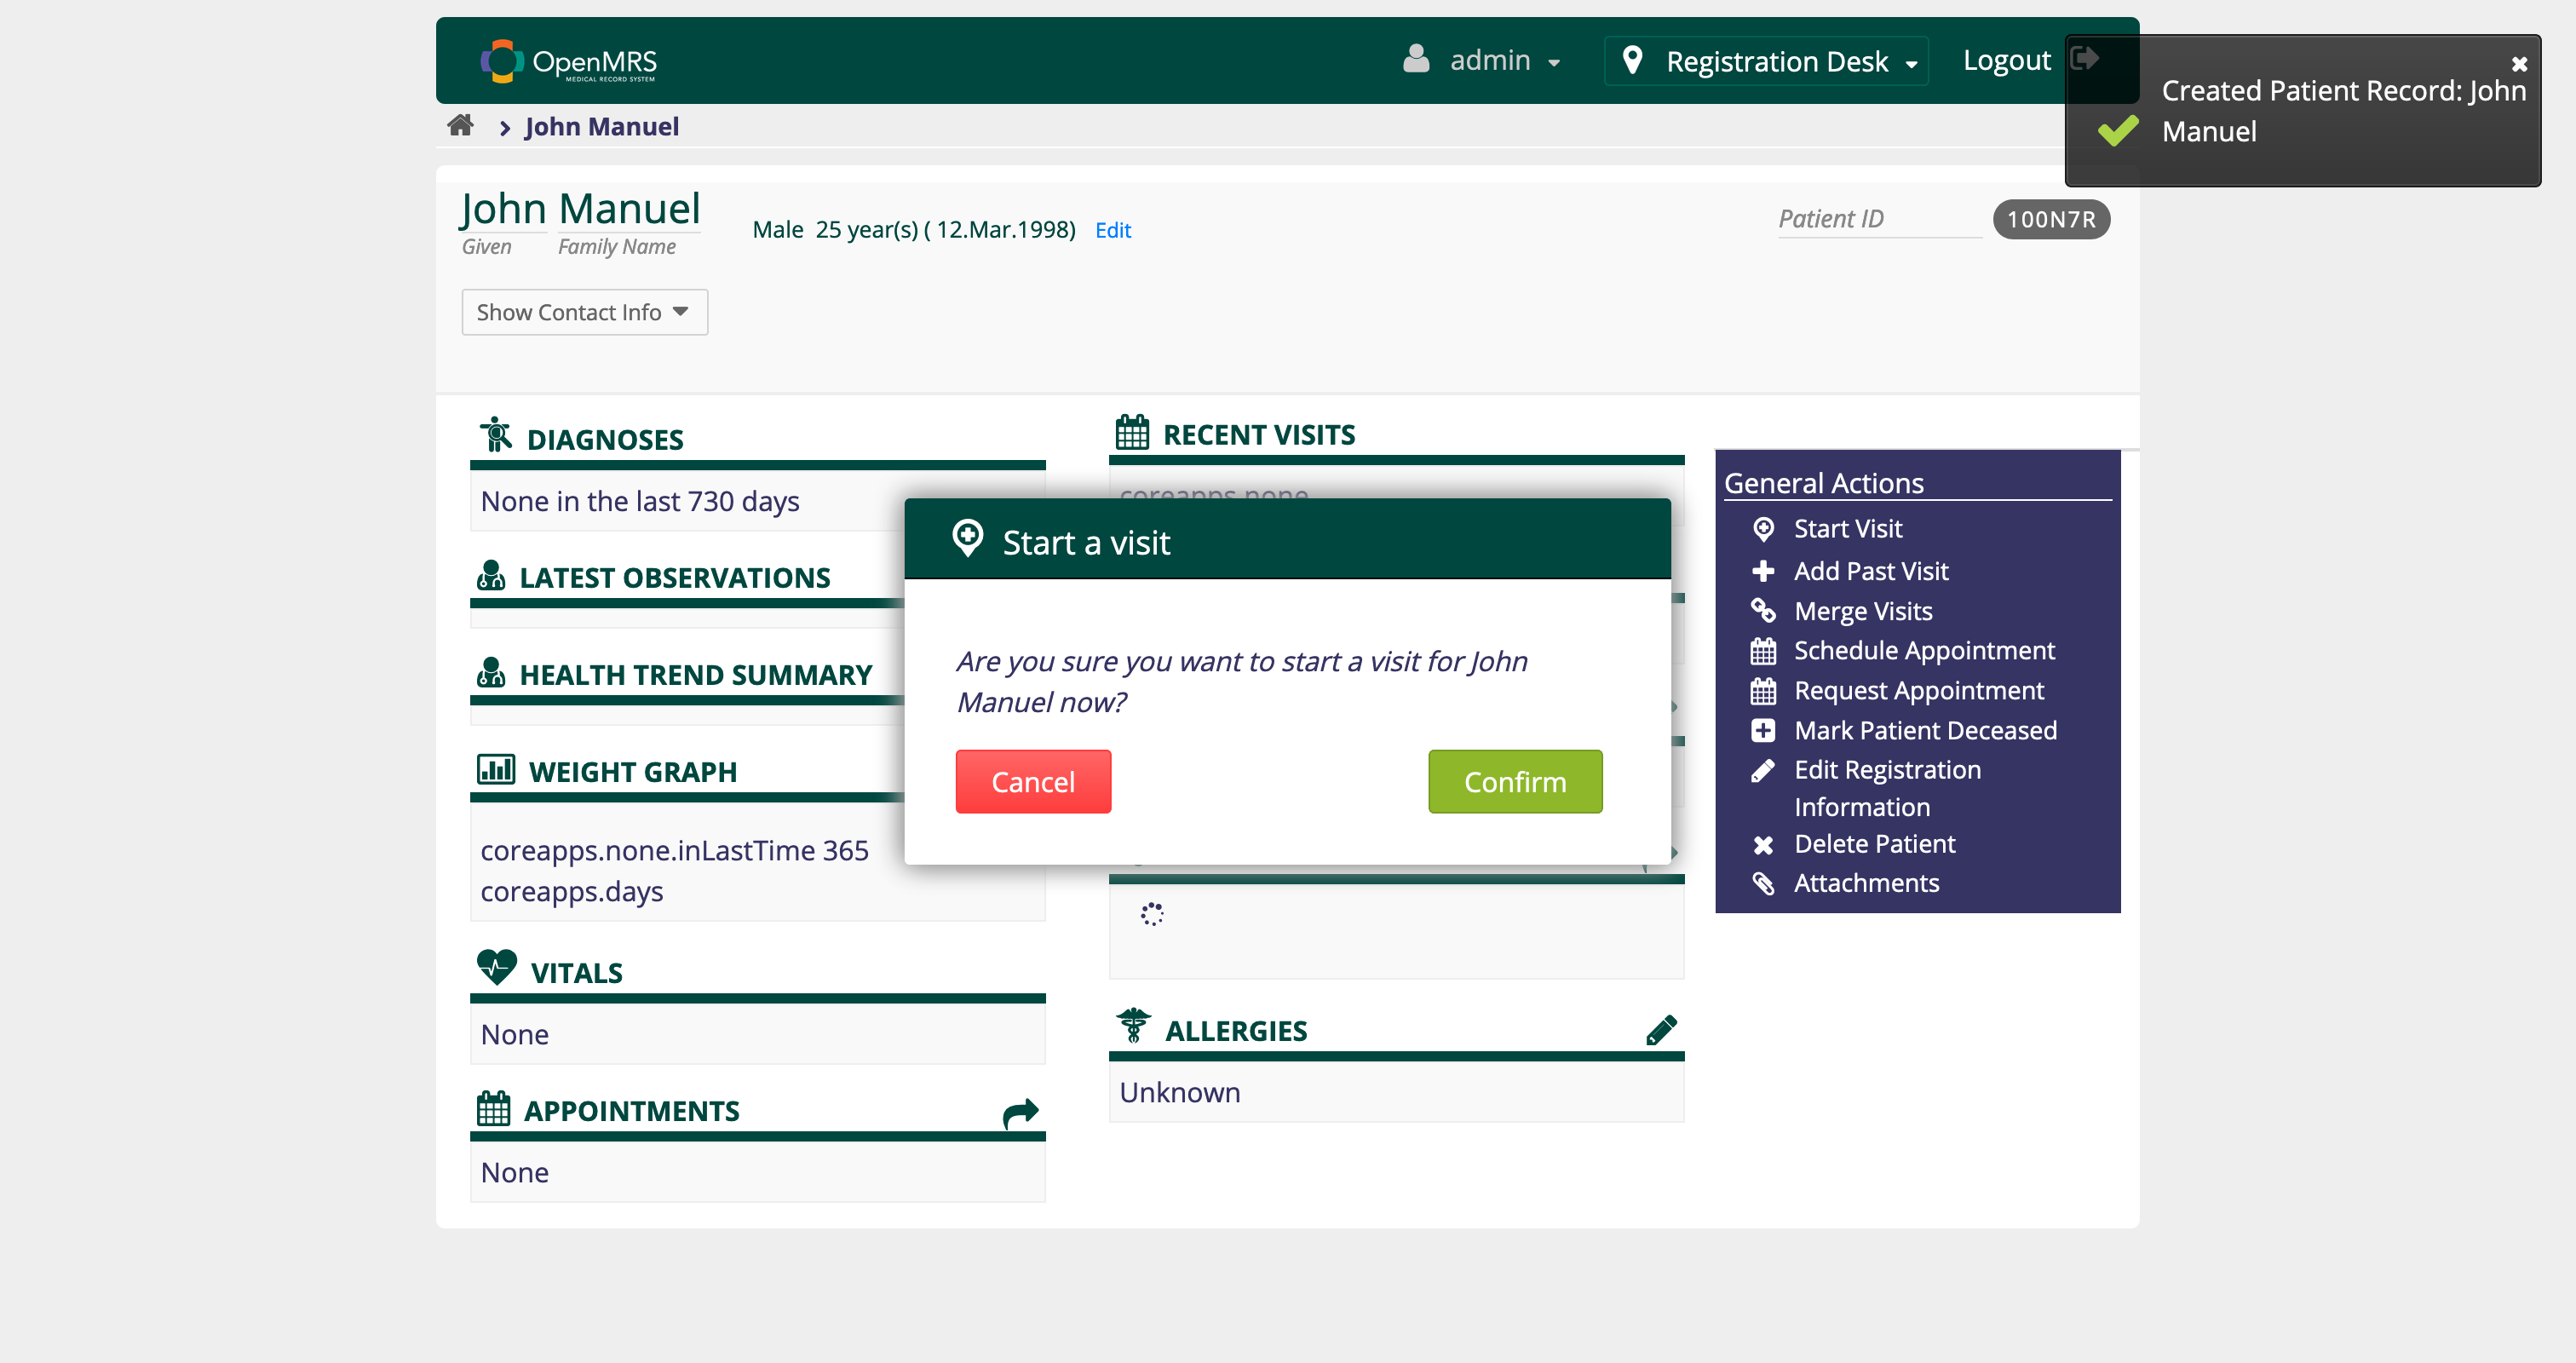 OpenMRS
MEDICAL RECORD SYSTEM
admin
Registration Desk
Logout
Created Patient Record: John
Manuel
John Manuel
John Manuel
Given Family Name
Male 25 year(s) ( 12.Mar.1998) Edit
Patient ID 100N7R
Show Contact Info
DIAGNOSES
None in the last 730 days
LATEST OBSERVATIONS
HEALTH TREND SUMMARY
WEIGHT GRAPH
coreapps.none.inLastTime 365
coreapps.days
VITALS
None
APPOINTMENTS
None
RECENT VISITS
coreapps.none
Start a visit
Are you sure you want to start a visit for John
Manuel now?
Cancel
Confirm
ALLERGIES
Unknown
General Actions
Start Visit
Add Past Visit
Merge Visits
Schedule Appointment
Request Appointment
Mark Patient Deceased
Edit Registration
Information
Delete Patient
Attachments